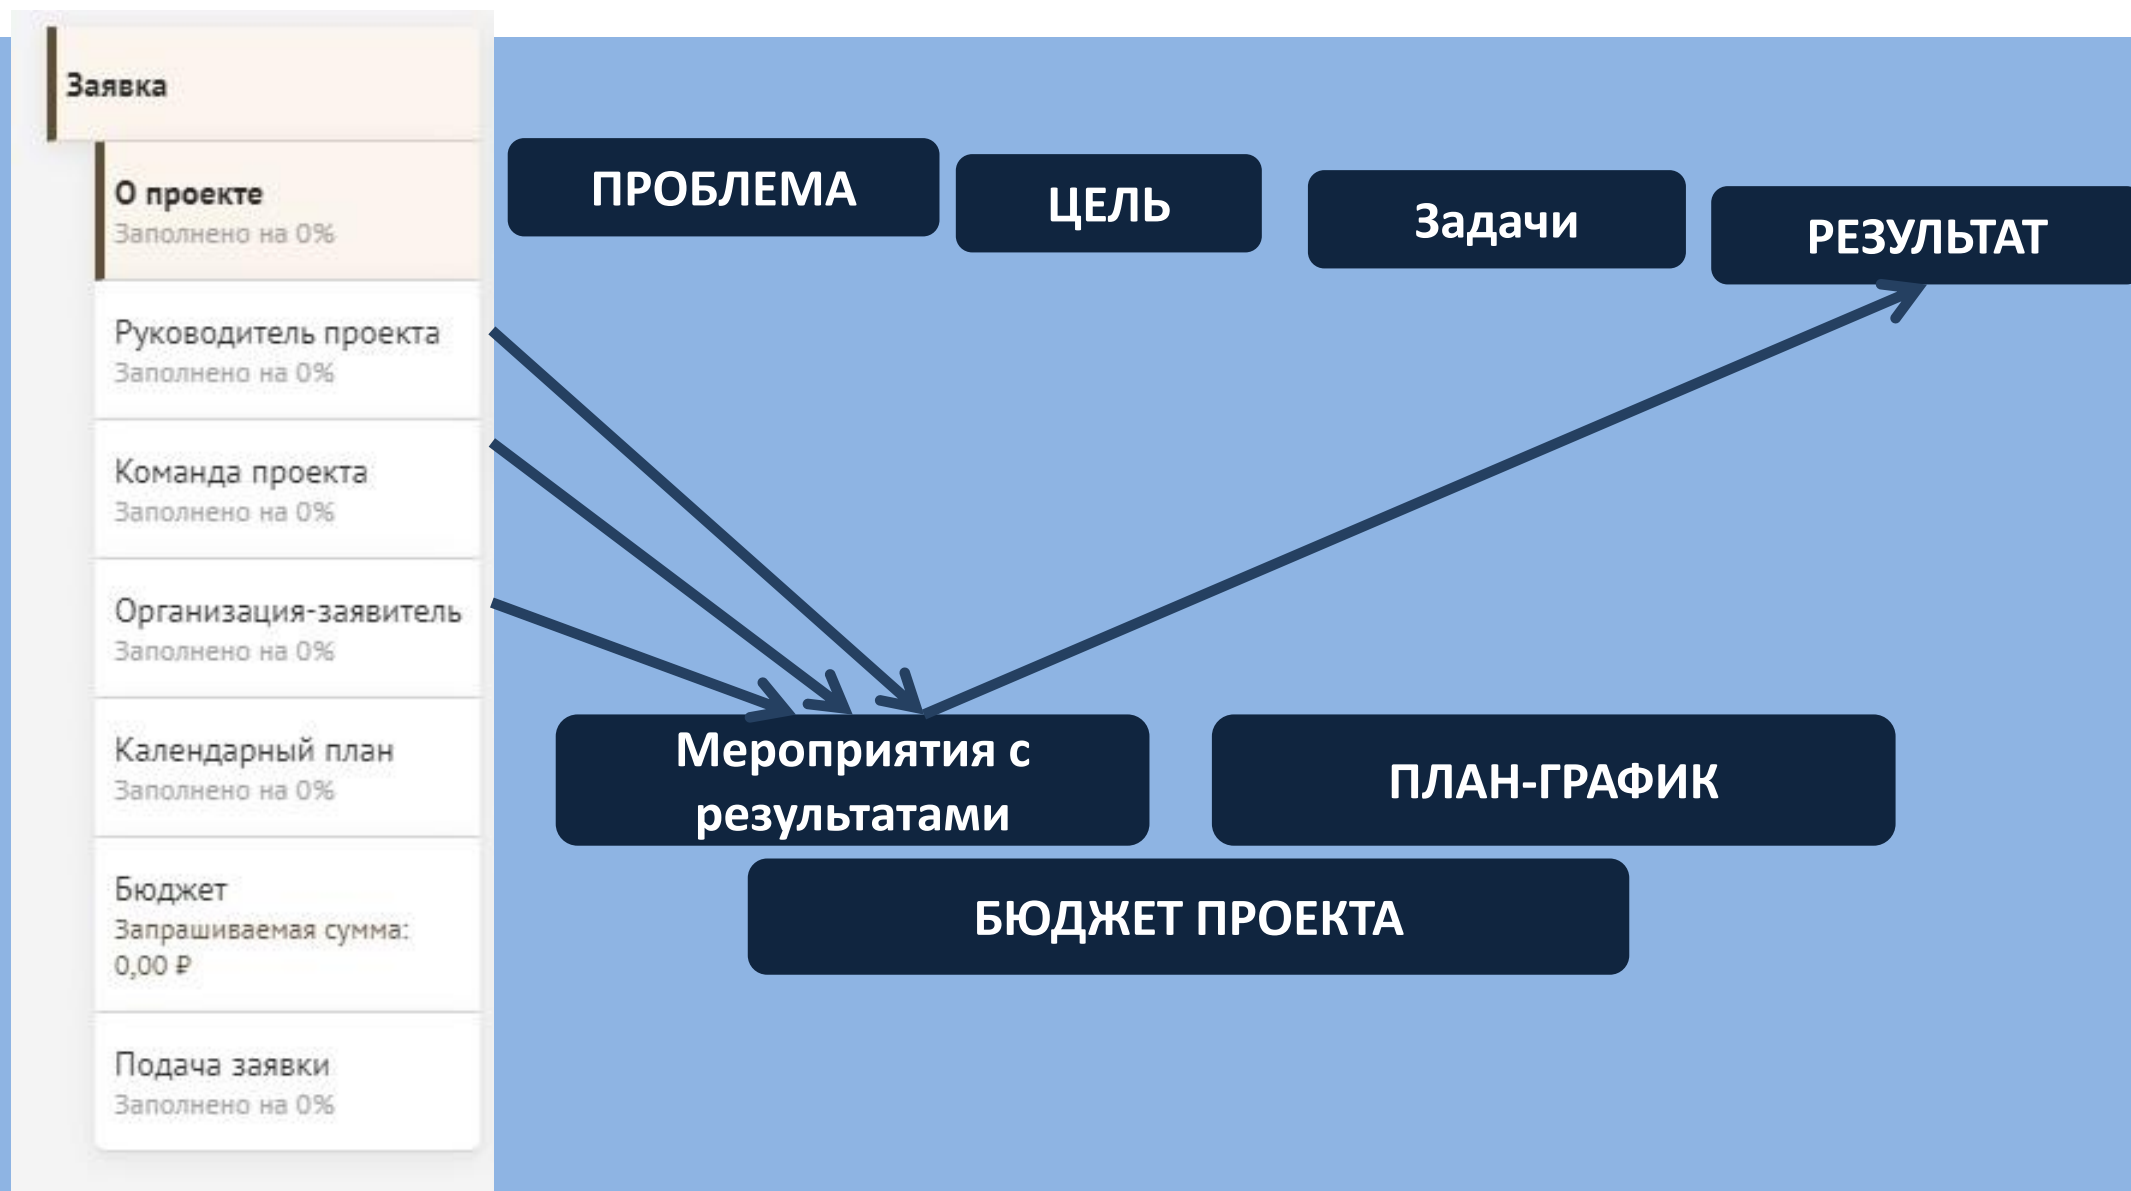 Заявка
О проекте
Заполнено на 0%
Руководитель проекта
Заполнено на 0%
Команда проекта
Заполнено на 0%
Организация-заявитель
Заполнено на 0%
Календарный план
Заполнено на 0%
Бюджет
Запрашиваемая сумма:
0,00 ₽
Подача заявки
Заполнено на 0%
ПРОБЛЕМА
ЦЕЛЬ
Задачи
РЕЗУЛЬТАТ
Мероприятия с
результатами
ПЛАН-ГРАФИК
БЮДЖЕТ ПРОЕКТА